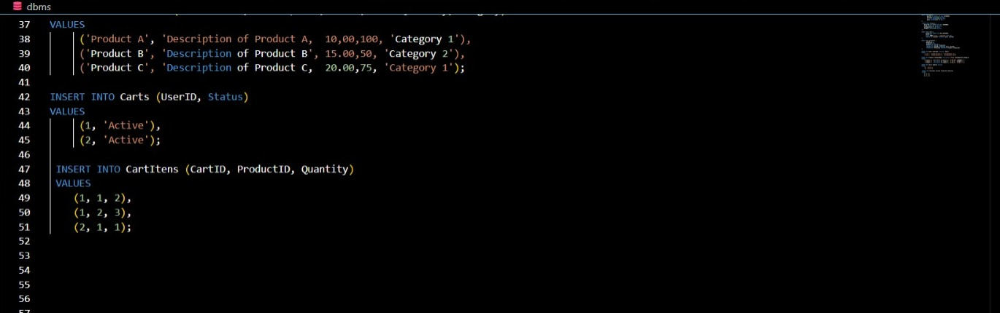 dbms
37 VALUES
38 ('Product A', 'Description of Product A, 10,00,100, 'Category 1'),
39 ('Product B', 'Description of Product B', 15.00,50, 'Category 2'),
40 ('Product C', 'Description of Product C, 20.00,75, 'Category 1');
41
42 INSERT INTO Carts (UserID, Status)
43 VALUES
44 (1, 'Active'),
45 (2, 'Active');
46
47 INSERT INTO CartItens (CartID, ProductID, Quantity)
48 VALUES
49 (1, 1, 2),
50 (1, 2, 3),
51 (2, 1, 1);
52
53
54
55
56
57